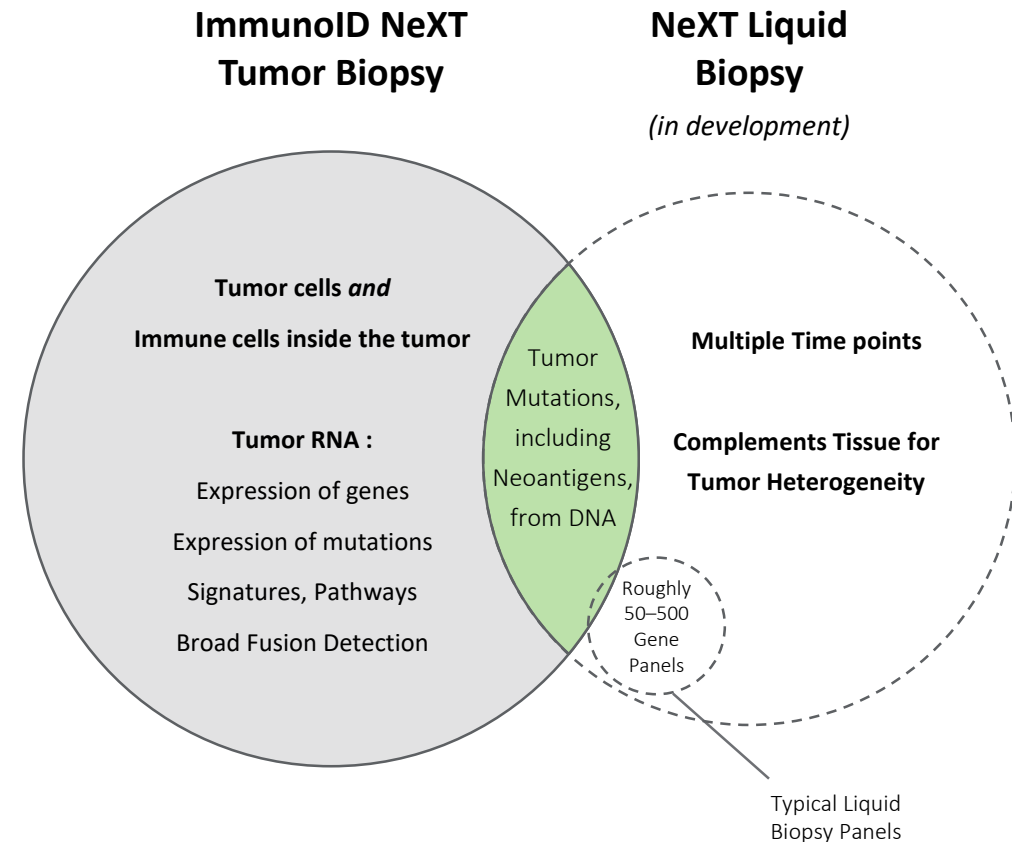 ImmunoID NeXT
Tumor Biopsy
NeXT Liquid
Biopsy
(in development)
Tumor cells and
Immune cells inside the tumor
Tumor RNA :
Expression of genes
Expression of mutations
Signatures, Pathways
Broad Fusion Detection
Tumor
Mutations,
including
Neoantigens,
from DNA
Multiple Time points
Complements Tissue for
Tumor Heterogeneity
Roughly
50–500
Gene
Panels
Typical Liquid
Biopsy Panels